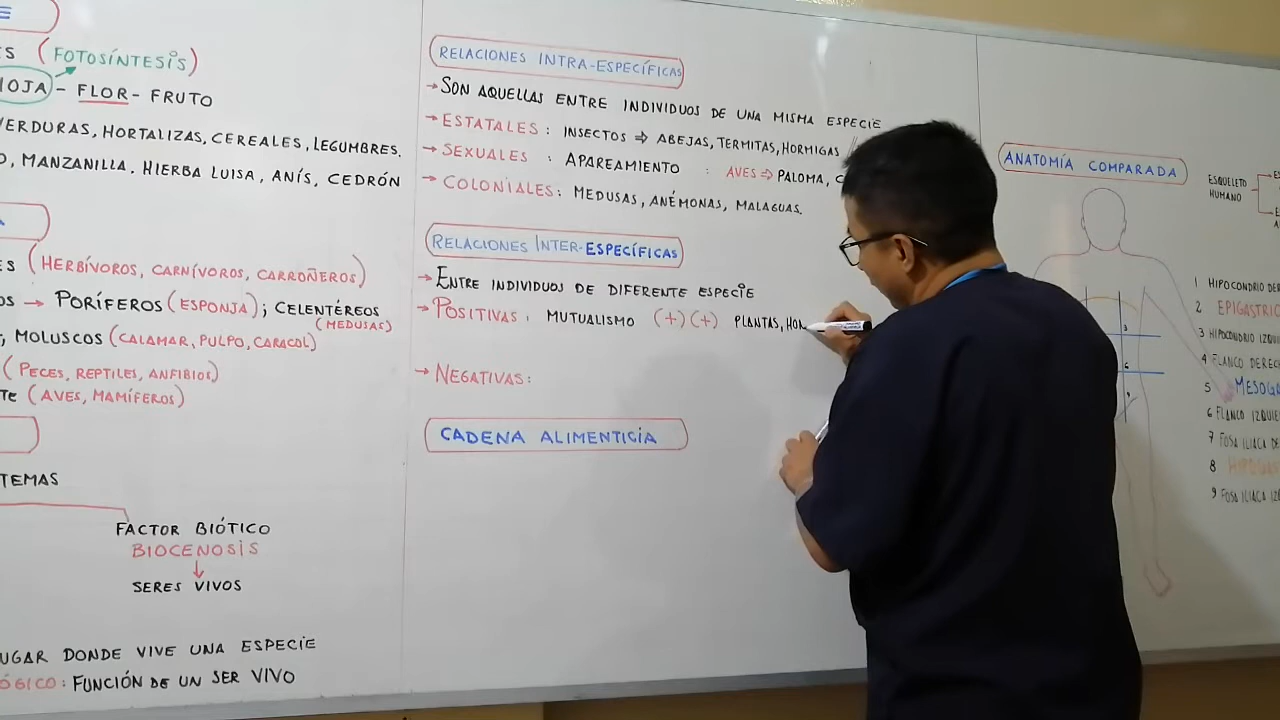 (FOTOSÍNTESIS)
- FLOR - FRUTO
VERDURAS, HORTALIZAS, CEREALES, LEGUMBRES.
MANZANILLA. HIERBA LUISA, ANÍS, CEDRÓN
(HERBÍVOROS, CARNÍVOROS, CARROÑEROS)
→ PORÍFEROS (ESPONJA); CELENTÉREOS
(MEDUSAS)
MOLUSCOS (CALAMAR, PULPO, CARACOL)
(PECES, REPTILES, ANFIBIOS)
(AVES, MAMÍFEROS)
FACTOR BIÓTICO
BIOCENOSIS
SERES VIVOS
DONDE VIVE UNA ESPECIE
FUNCIÓN DE UN SER VIVO
RELACIONES INTRA-ESPECÍFICAS
→ SON AQUELLAS ENTRE INDIVIDUOS DE UNA MISMA ESPECIE
→ ESTATALES: INSECTOS ⇒ ABEJAS, TERMITAS, HORMIGAS
→ SEXUALES : APAREAMIENTO : AVES ⇒ PALOMA,
→ COLONIALES: MEDUSAS, ANÉMONAS, MALAGUAS.
RELACIONES INTER-ESPECÍFICAS
→ ENTRE INDIVIDUOS DE DIFERENTE ESPECIE
→ POSITIVAS: MUTUALISMO (+)(+) PLANTAS, HOM
→ NEGATIVAS:
CADENA ALIMENTICIA
ANATOMÍA COMPARADA
ESQUELETO
HUMANO
1 HIPOCONDRIO
2 EPIGASTRIO
3 HIPOCONDRIO
4 FLANCO
5
6 FLANCO
7 FOSA ILIACA
8
9 FOSA ILIACA